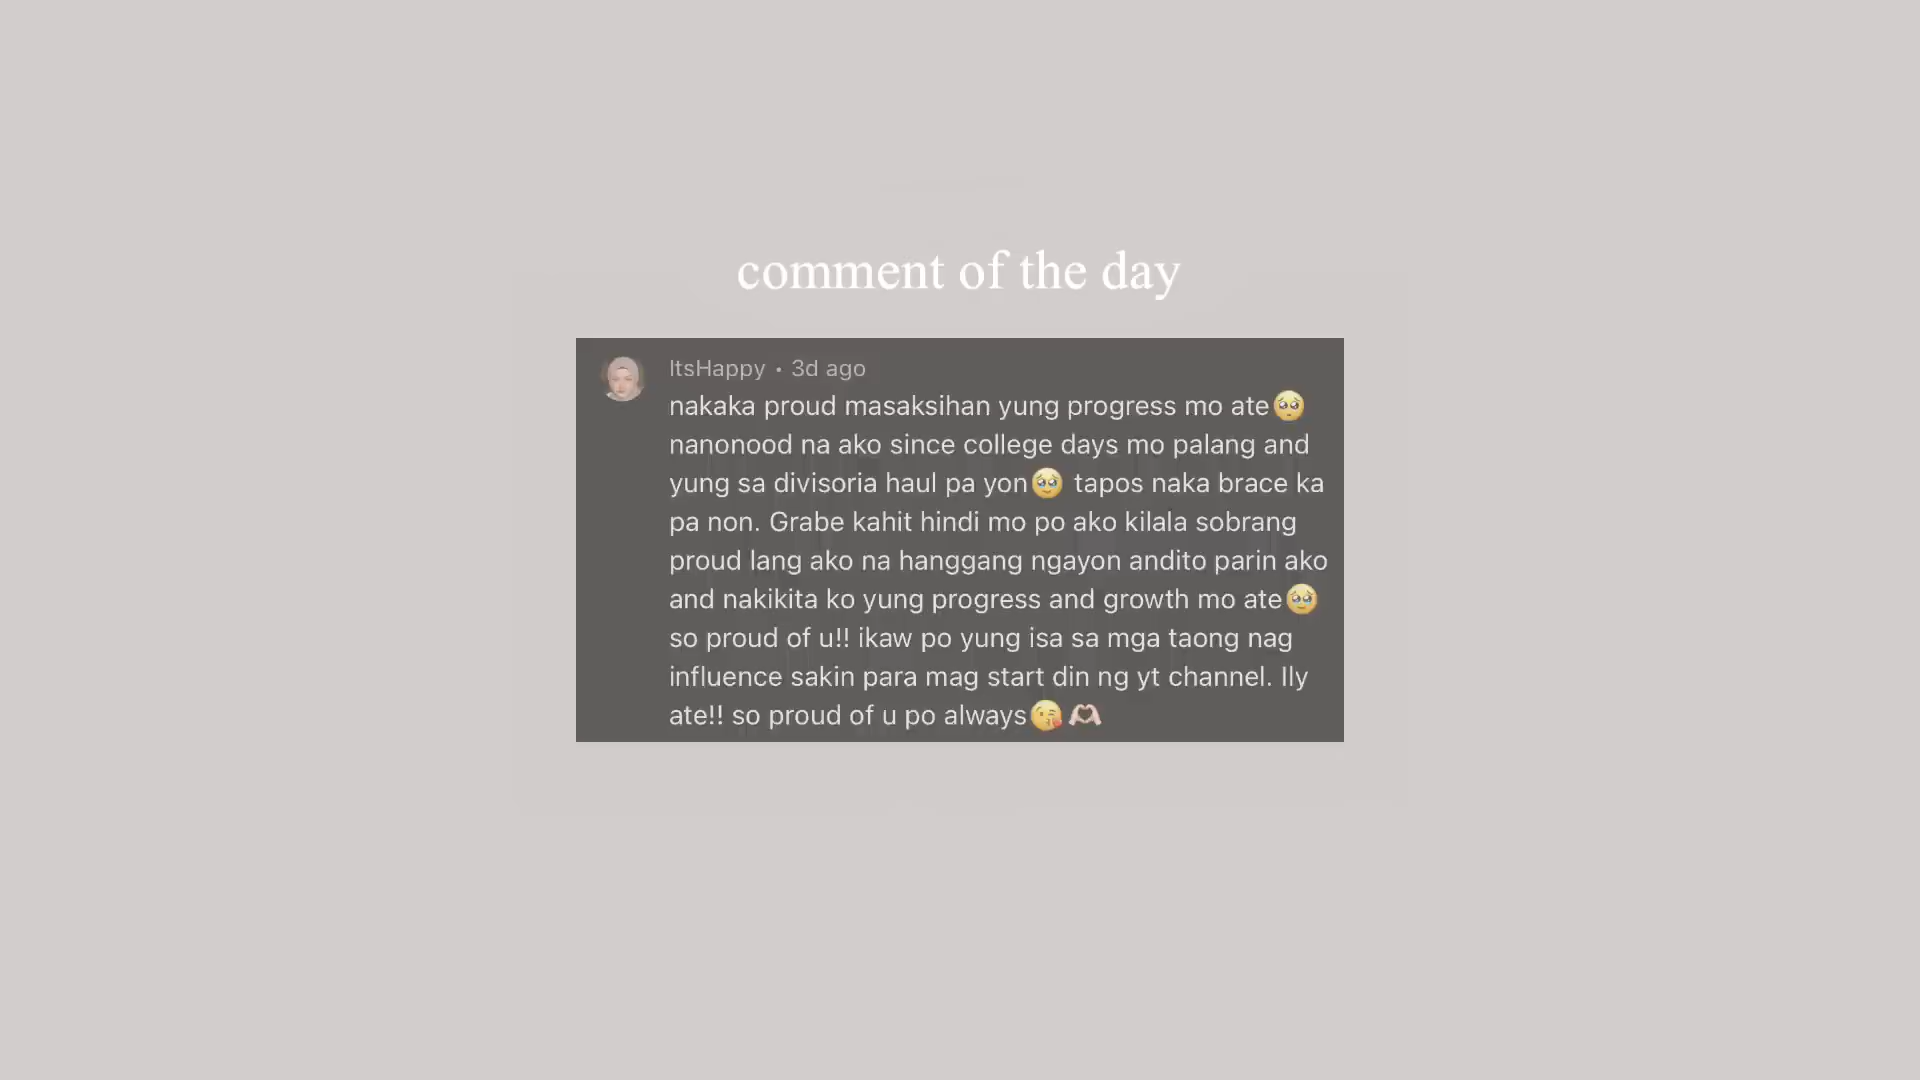 comment of the day
ItsHappy • 3d ago
nakaka proud masaksihan yung progress mo ate🥺
nanonood na ako since college days mo palang and
yung sa divisoria haul pa yon🥹 tapos naka brace ka
pa non. Grabe kahit hindi mo po ako kilala sobrang
proud lang ako na hanggang ngayon andito parin ako
and nakikita ko yung progress and growth mo ate🥹
so proud of u!! ikaw po yung isa sa mga taong nag
influence sakin para mag start din ng yt channel. Ily
ate!! so proud of u po always😘🫶🏻